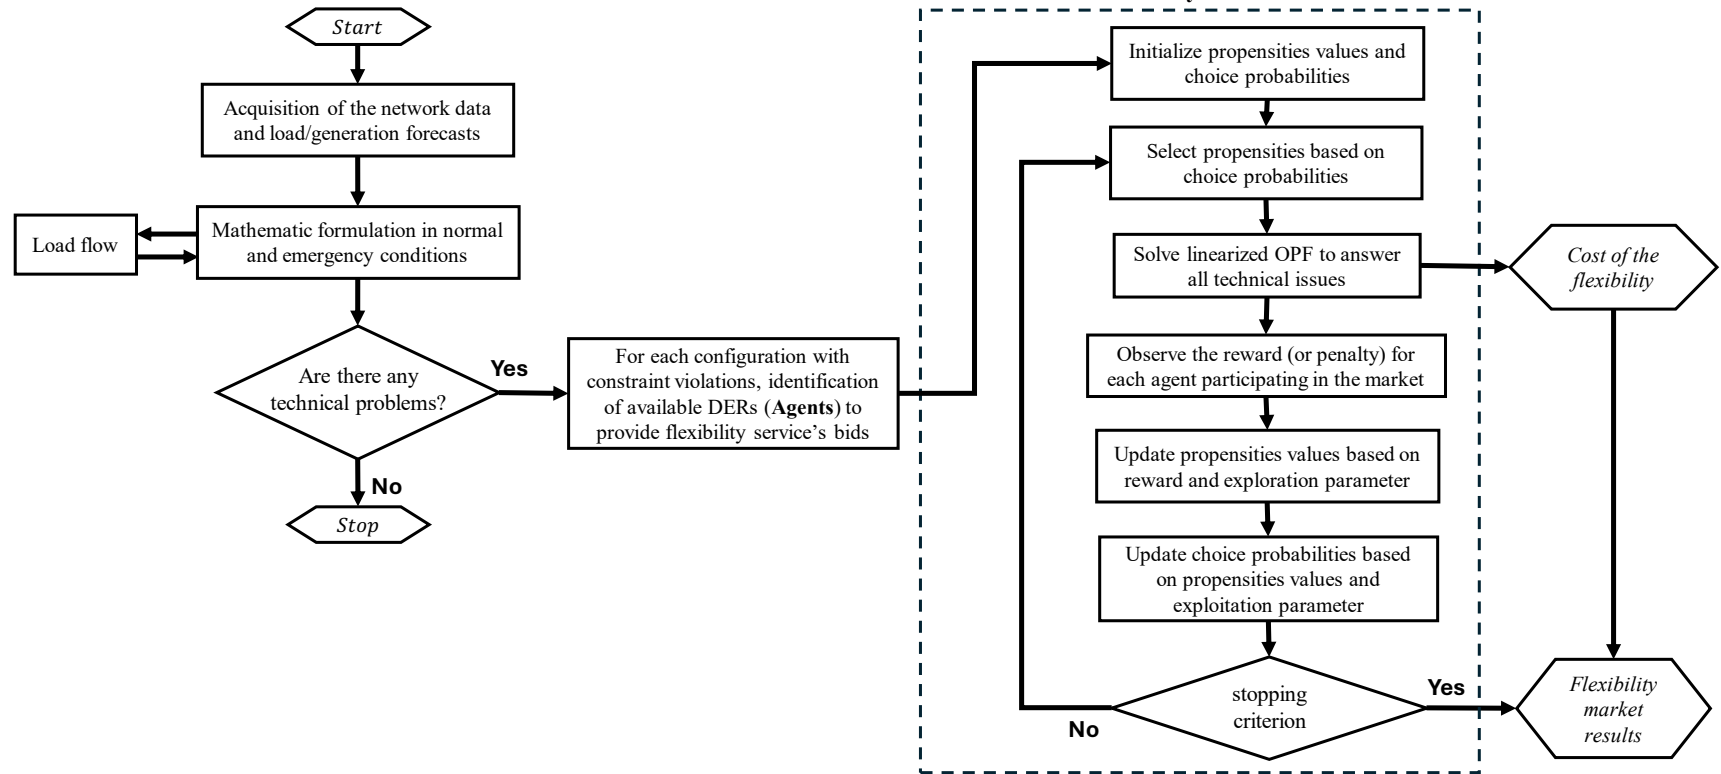 Start
Acquisition of the network data
and load/generation forecasts
Load flow
Mathematic formulation in normal
and emergency conditions
Are there any
technical problems?
Yes
No
Stop
For each configuration with
constraint violations, identification
of available DERs (Agents) to
provide flexibility service's bids
Initialize propensities values and
choice probabilities
Select propensities based on
choice probabilities
Solve linearized OPF to answer
all technical issues
Observe the reward (or penalty) for
each agent participating in the market
Update propensities values based on
reward and exploration parameter
Update choice probabilities based
on propensities values and
exploitation parameter
stopping
criterion
No
Yes
Cost of the
flexibility
Flexibility
market
results